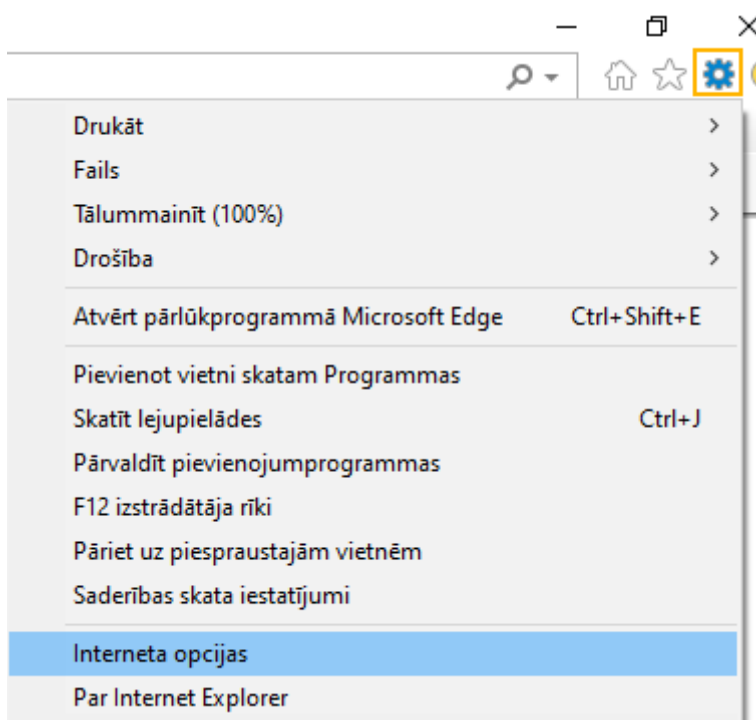 Drukāt
Fails
Tālummainīt (100%)
Drošība
Atvērt pārlūkprogrammā Microsoft Edge Ctrl+Shift+E
Pievienot vietni skatam Programmas
Skatīt lejupielādes Ctrl+J
Pārvaldīt pievienojumprogrammas
F12 izstrādātāja rīki
Pāriet uz piespraustajām vietnēm
Saderības skata iestatījumi
Interneta opcijas
Par Internet Explorer